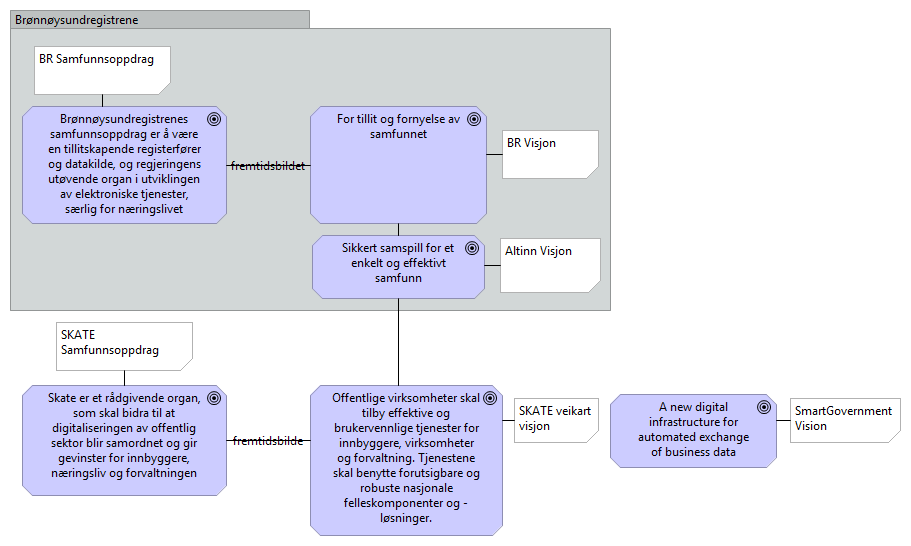 Brønnøysundregistrene
BR Samfunnsoppdrag
Brønnøysundregistrenes
samfunnsoppdrag er å være
en tillitskapende registerfører
og datakilde, og regjeringens
utøvende organ i utviklingen
av elektroniske tjenester,
særlig for næringslivet
fremtidsbildet
For tillit og fornyelse av
samfunnet
BR Visjon
Sikkert samspill for et
enkelt og effektivt
samfunn
Altinn Visjon
SKATE
Samfunnsoppdrag
Skate er et rådgivende organ,
som skal bidra til at
digitaliseringen av offentlig
sektor blir samordnet og gir
gevinster for innbyggere,
næringsliv og forvaltningen
fremtidsbilde
Offentlige virksomheter skal
tilby effektive og
brukervennlige tjenester for
innbyggere, virksomheter
og forvaltning. Tjenestene
skal benytte forutsigbare og
robuste nasjonale
felleskomponenter og -
løsninger.
SKATE veikart
visjon
A new digital
infrastructure for
automated exchange
of business data
SmartGovernment
Vision